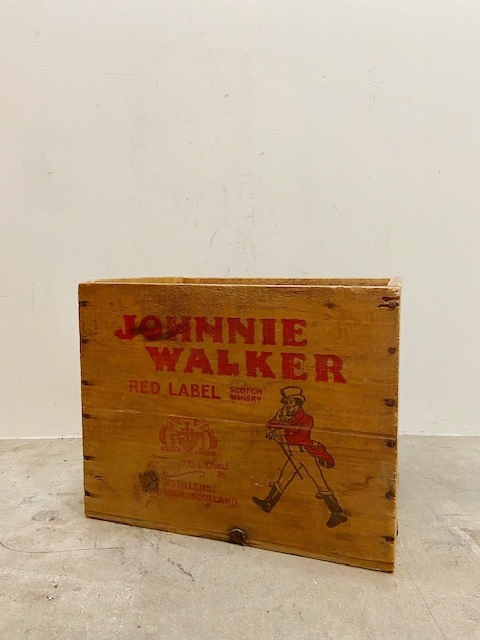 JOHNNIE
WALKER
RED LABEL SCOTCH
WHISKY
DISTILLERS,
SCOTLAND.